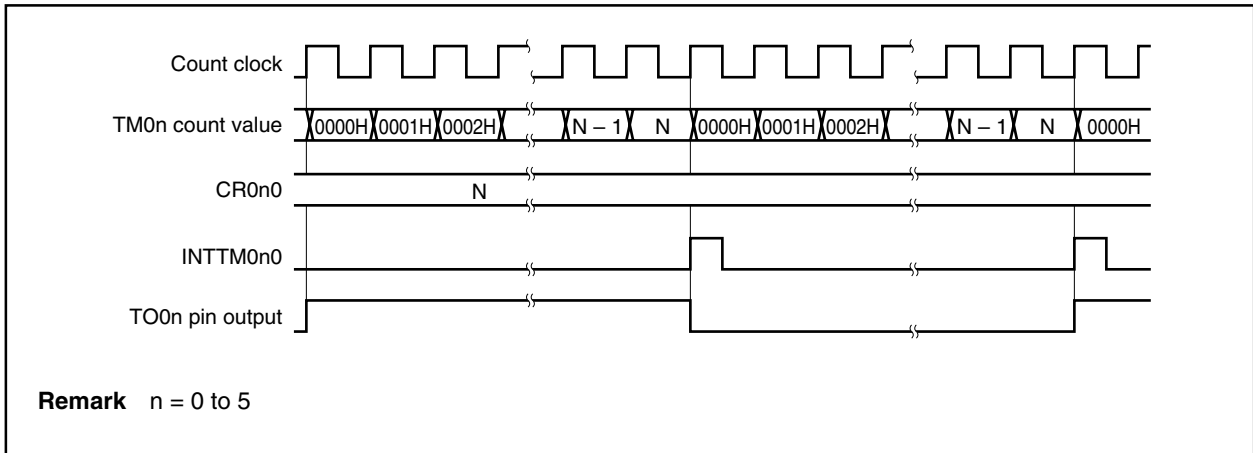 Count clock
TM0n count value 0000H 0001H 0002H N – 1 N 0000H 0001H 0002H N – 1 N 0000H
CR0n0 N
INTTM0n0
TO0n pin output
Remark n = 0 to 5